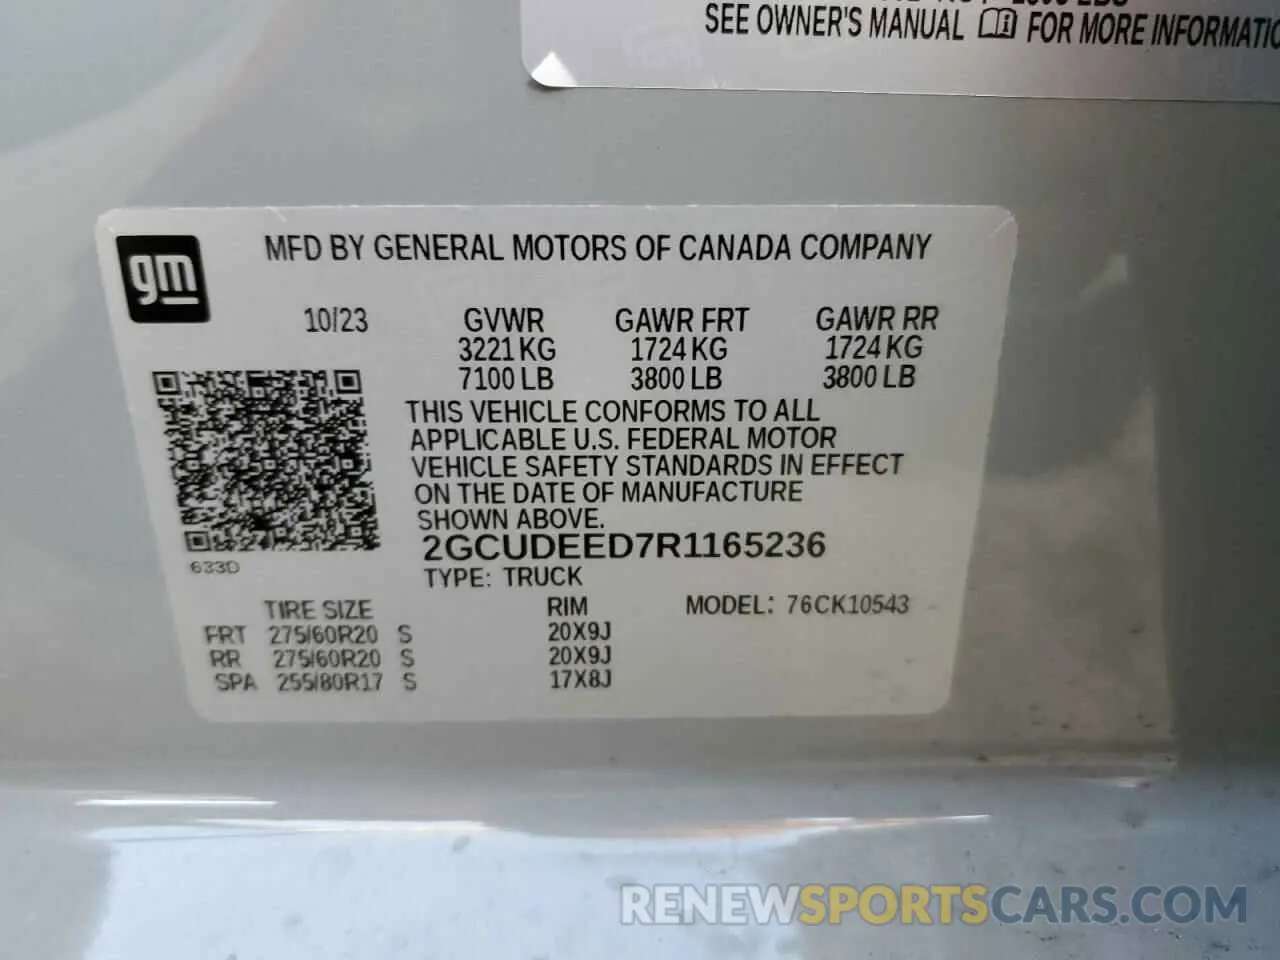 SEE OWNER'S MANUAL FOR MORE
gm
MFD BY GENERAL MOTORS OF CANADA COMPANY
10/23 GVWR GAWR FRT GAWR RR
3221 KG 1724 KG 1724 KG
7100 LB 3800 LB 3800 LB
THIS VEHICLE CONFORMS TO ALL
APPLICABLE U.S. FEDERAL MOTOR
VEHICLE SAFETY STANDARDS IN EFFECT
ON THE DATE OF MANUFACTURE
SHOWN ABOVE.
2GCUDEED7R1165236
633D
TYPE: TRUCK
TIRE SIZE RIM MODEL: 76CK10543
FRT 275/60R20 S 20X9J
RR 275/60R20 S 20X9J
SPA 255/80R17 S 17X8J
RENEWSPORTSCARS.COM